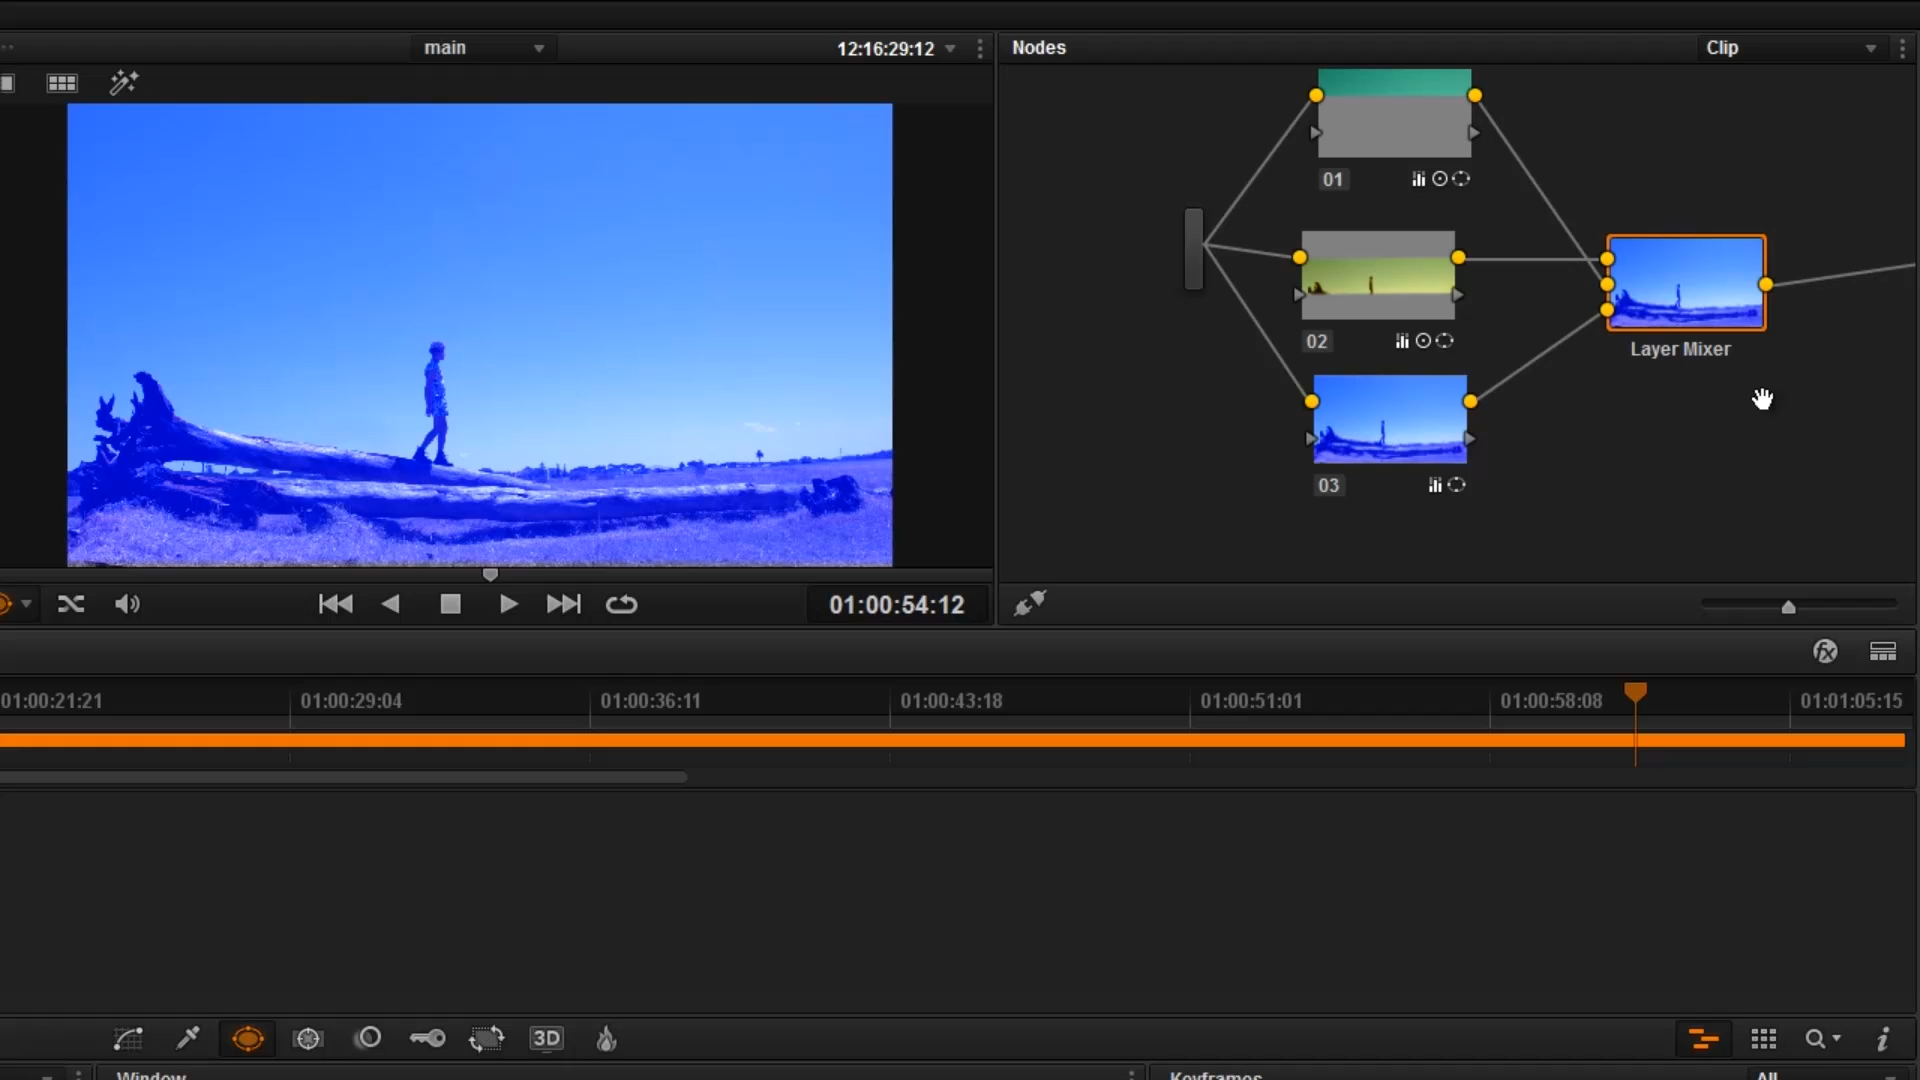 main
12:16:29:12
Nodes
Clip
01
02
Layer Mixer
03
01:00:54:12
fx
01:00:21:21
01:00:29:04
01:00:36:11
01:00:43:18
01:00:51:01
01:00:58:08
01:01:05:15
3D
i
Window
Keyframes
All